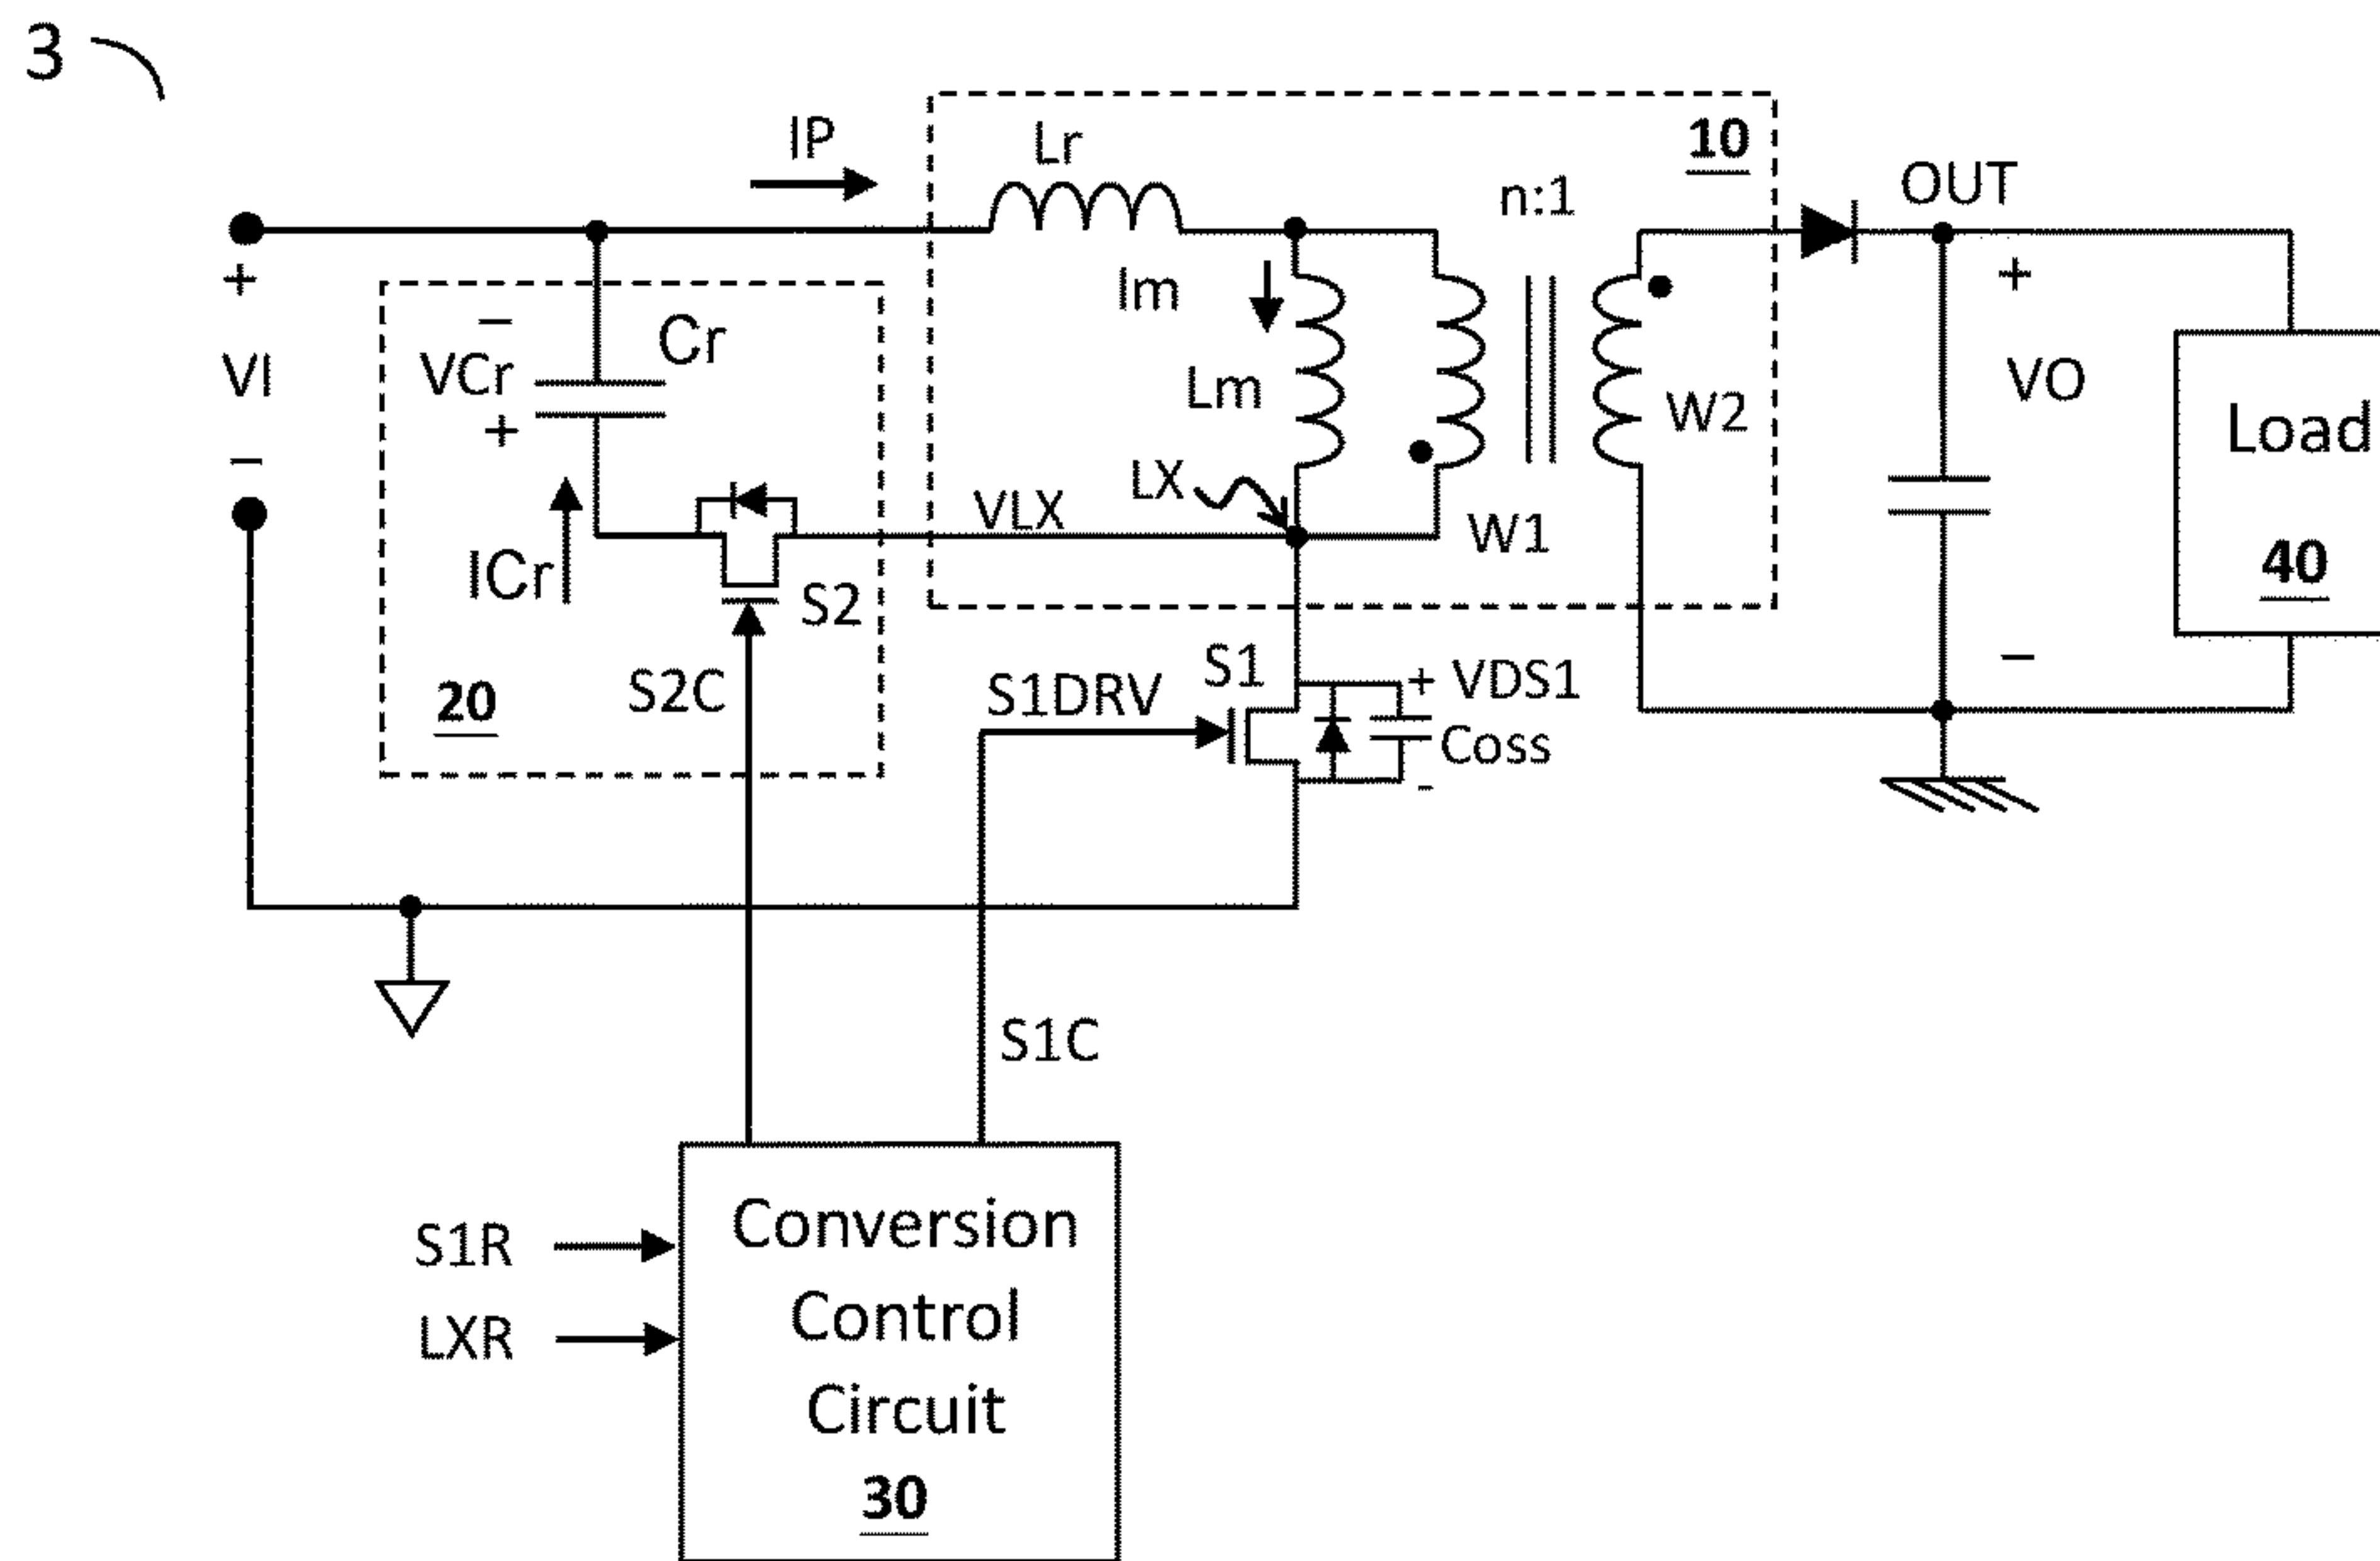 3
IP
Lr
10
n:1
OUT
+
VI
−
−
VCr
+
Cr
ICr
S2
20
S2C
Im
Lm
LX
VLX
W1
W2
+
VO
−
Load
40
S1
S1DRV
+ VDS1
Coss
-
S1C
S1R
LXR
Conversion
Control
Circuit
30